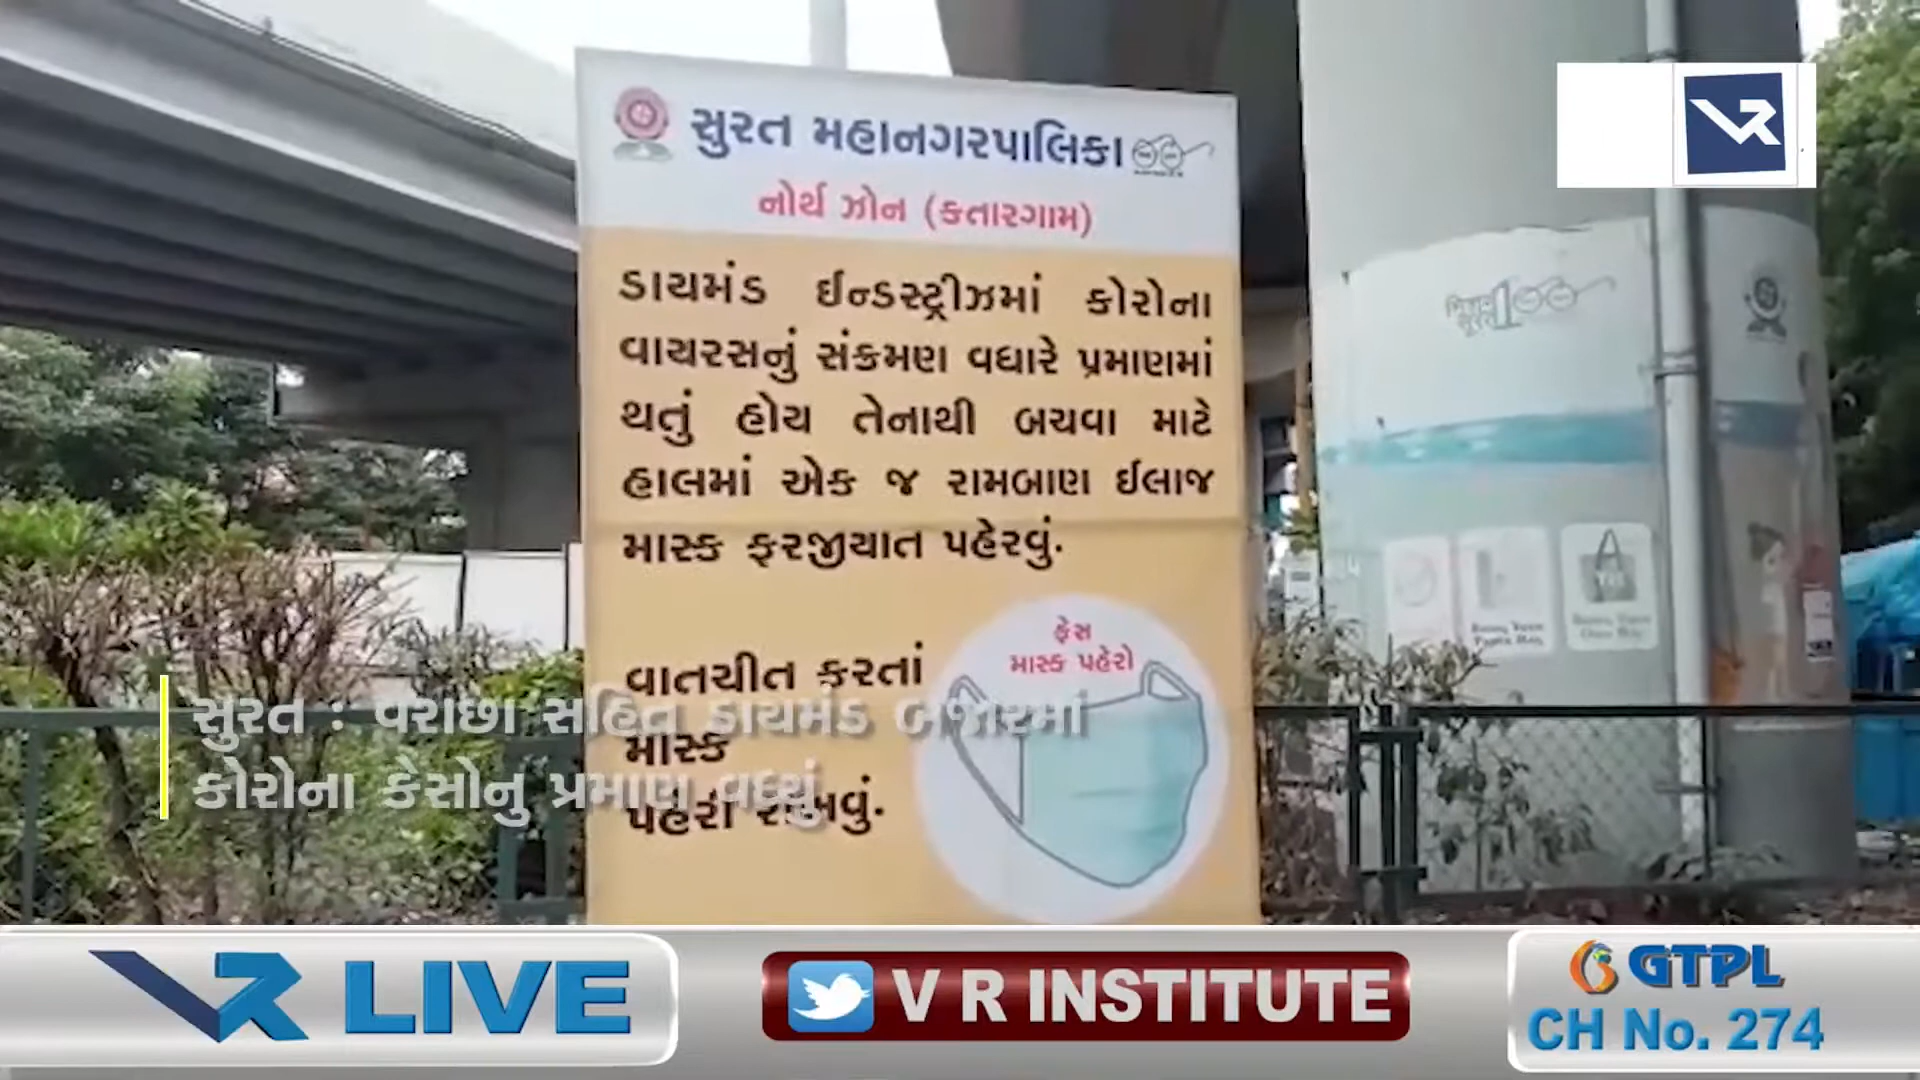 સુરત મહાનગરપાલિકા
નોર્થ ઝોન (કતારગામ)
ડાયમંડ ઈન્ડસ્ટ્રીઝમાં કોરોના
વાયરસનું સંક્રમણ વધારે પ્રમાણમાં
થતું હોય તેનાથી બચવા માટે
હાલમાં એક જ રામબાણ ઈલાજ
માસ્ક ફરજીયાત પહેરવું.
વાતચીત કરતાં
માસ્ક
પહેરી રાખવું.
ફેસ
માસ્ક પહેરો
સુરત : વરાછા સહિત ડાયમંડ બજારમાં
કોરોના કેસોનુ પ્રમાણ વધ્યું
VR
VR LIVE
V R INSTITUTE
GTPL
CH No. 274